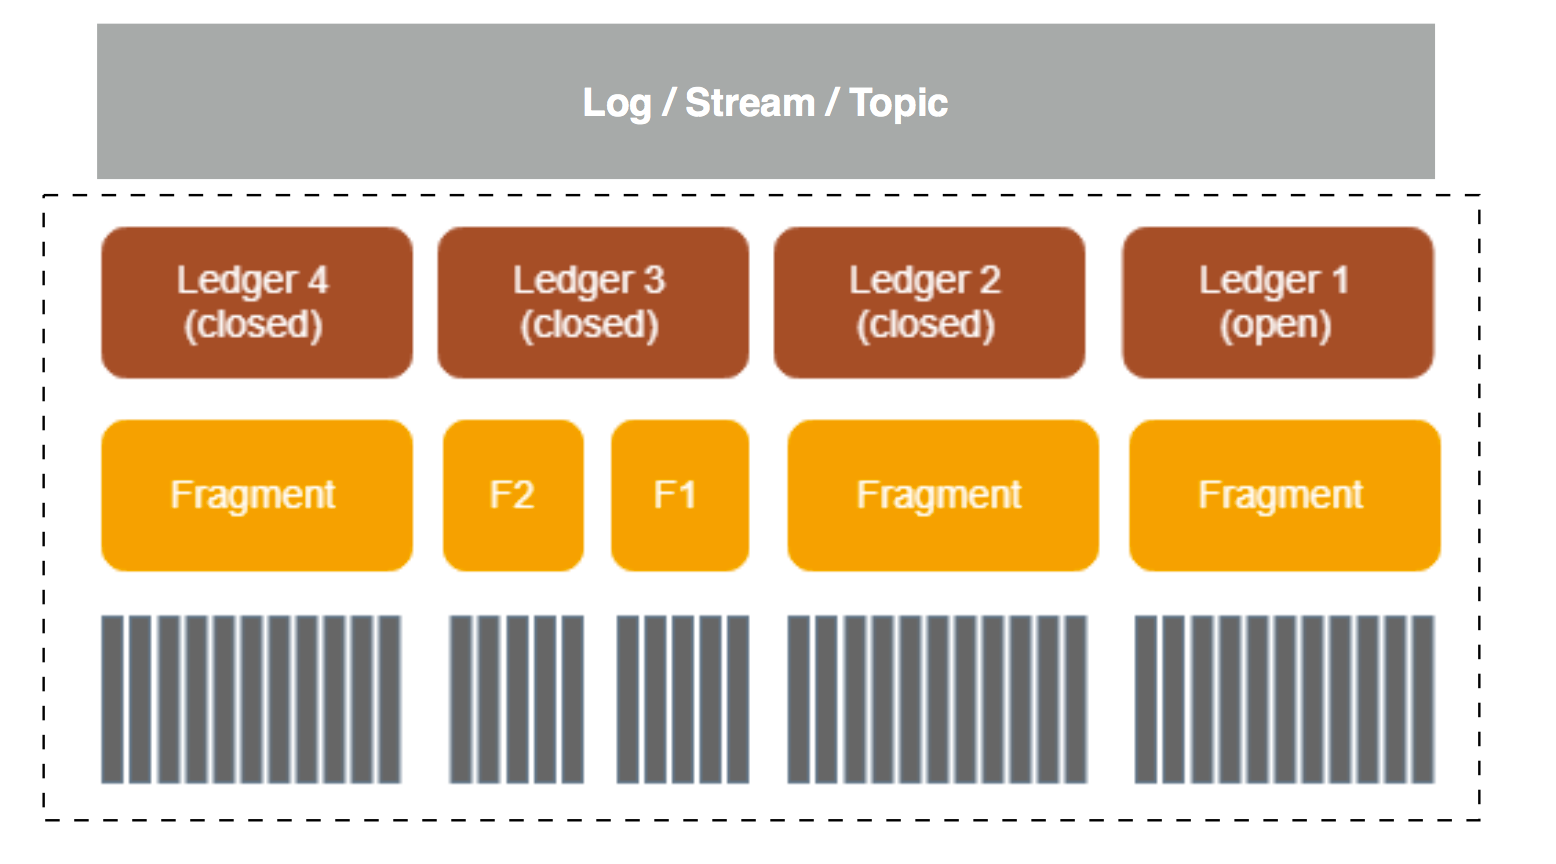 Log / Stream / Topic
Ledger 4
(closed)
Ledger 3
(closed)
Ledger 2
(closed)
Ledger 1
(open)
Fragment
F2
F1
Fragment
Fragment